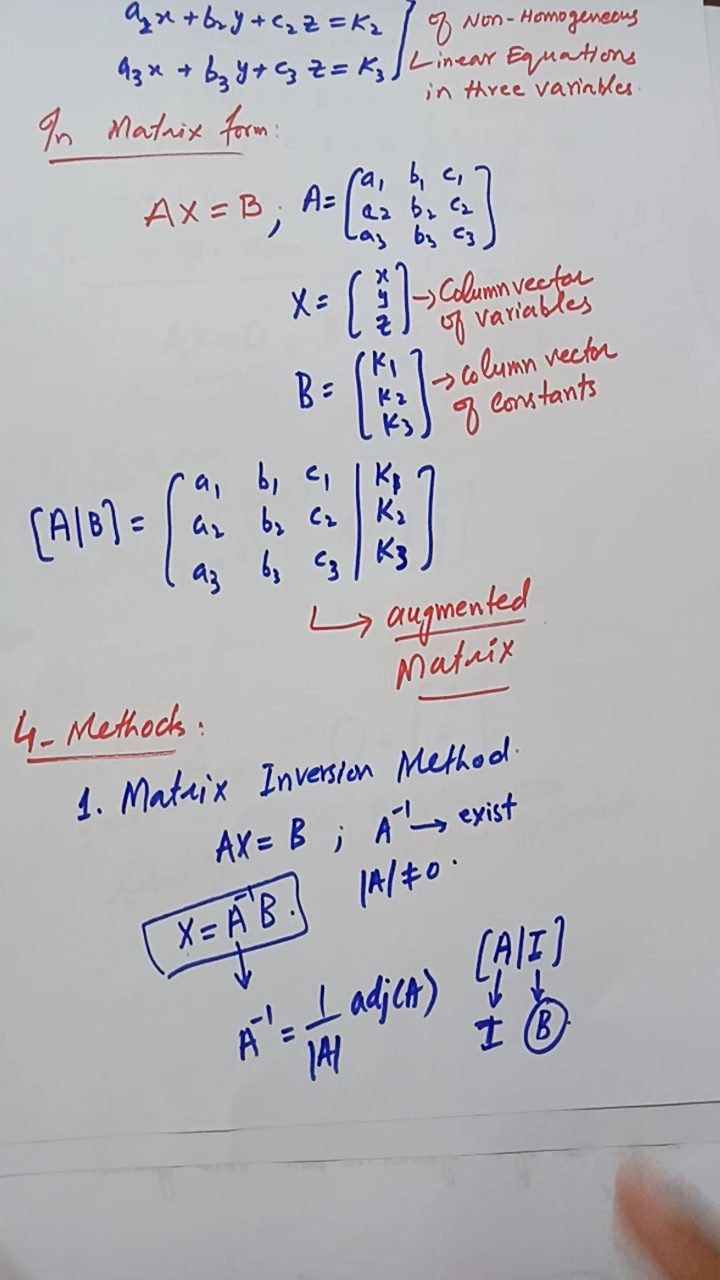 a₂x + b₂y + c₂ z = K₂ } of Non-Homogeneous
a₃x + b₃y + c₃ z = K₃ Linear Equations
in three variables.
In Matrix form:
AX = B ; A = [a₁ b₁ c₁
a₂ b₂ c₂
a₃ b₃ c₃]
X = [x
y
z] → Column vector
of variables
B = [K₁
K₂
K₃] → column vector
of constants
[A|B] = [a₁ b₁ c₁ | K₁
a₂ b₂ c₂ | K₂
a₃ b₃ c₃ | K₃]
↳ augmented
Matrix
4- Methods :
1. Matrix Inversion Method.
AX = B ; A⁻¹ → exist
|A| ≠ 0 .
X = A⁻¹B .
[A|I]
↓ ↓
I B
A⁻¹ = 1/|A| adj(A)